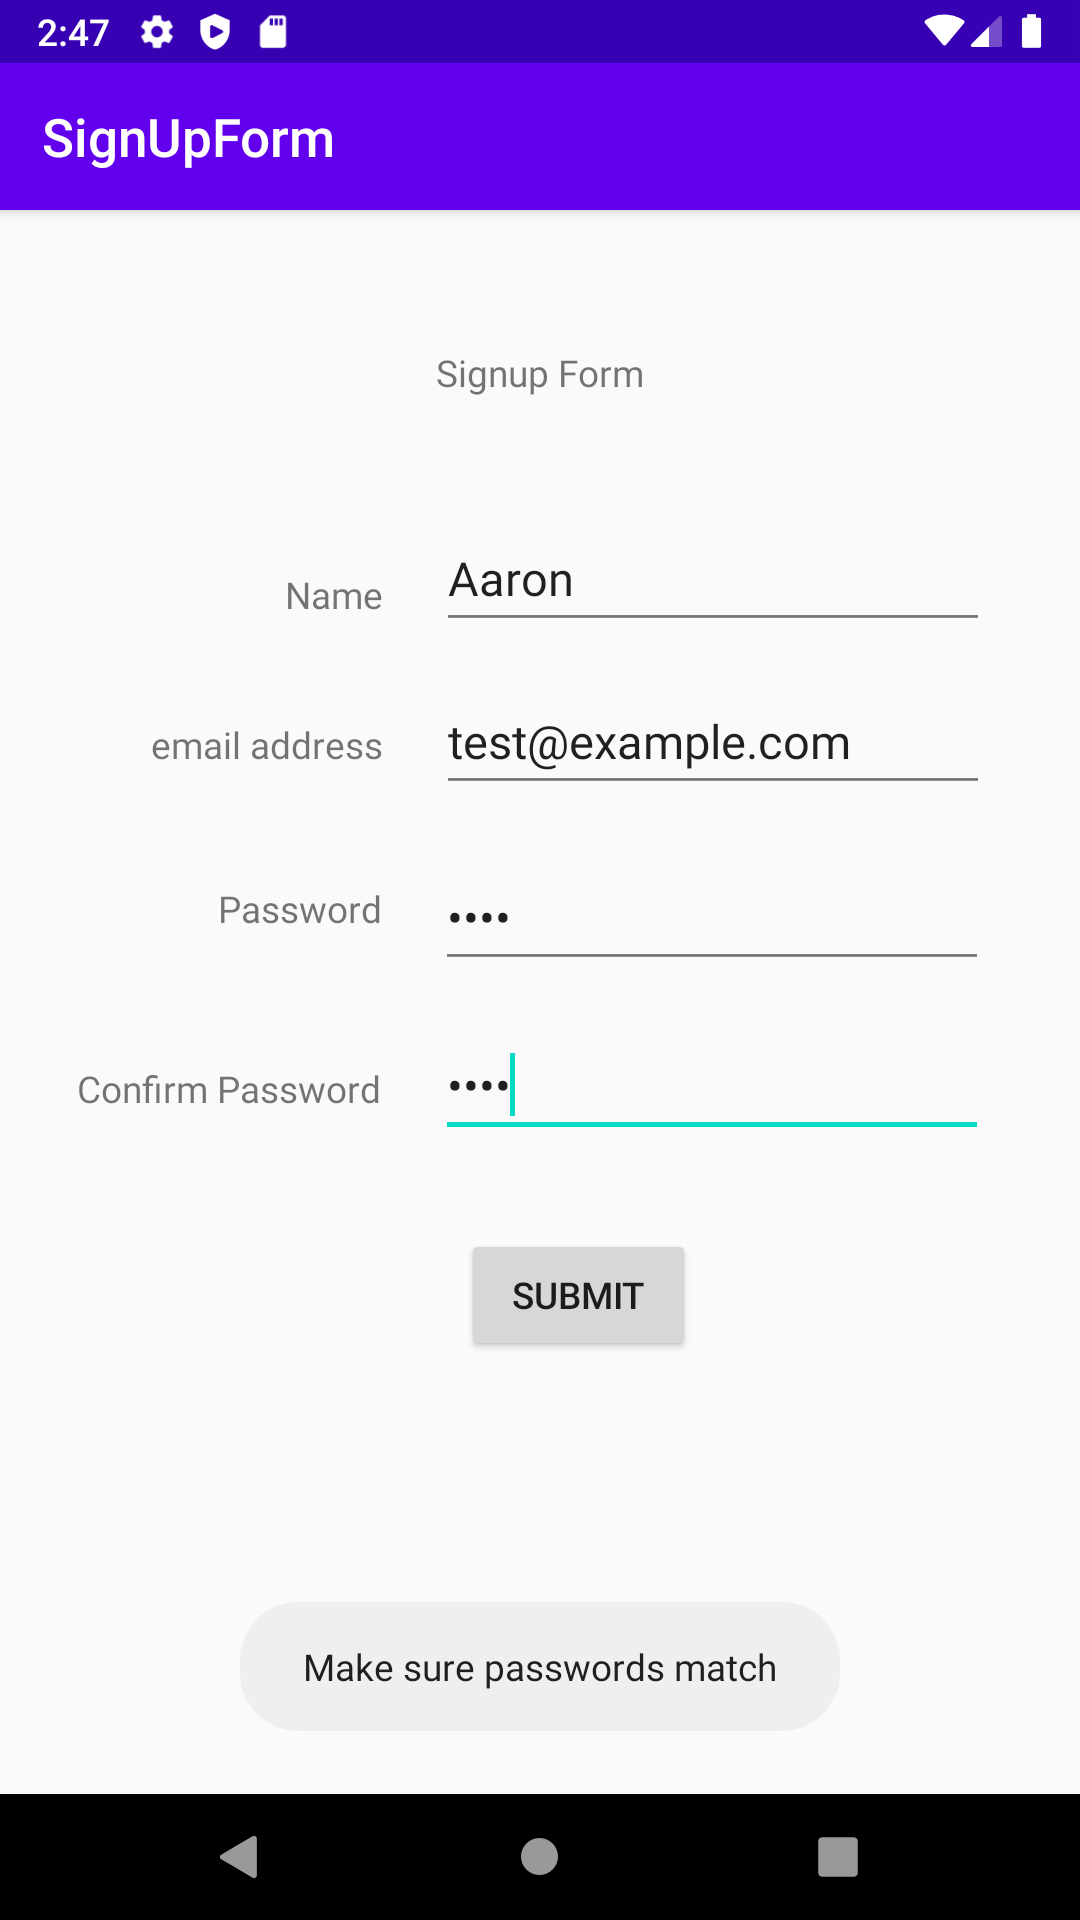 2:47
SignUpForm
Signup Form
Name
Aaron
email address
test@example.com
Password
••••
Confirm Password
••••
SUBMIT
Make sure passwords match